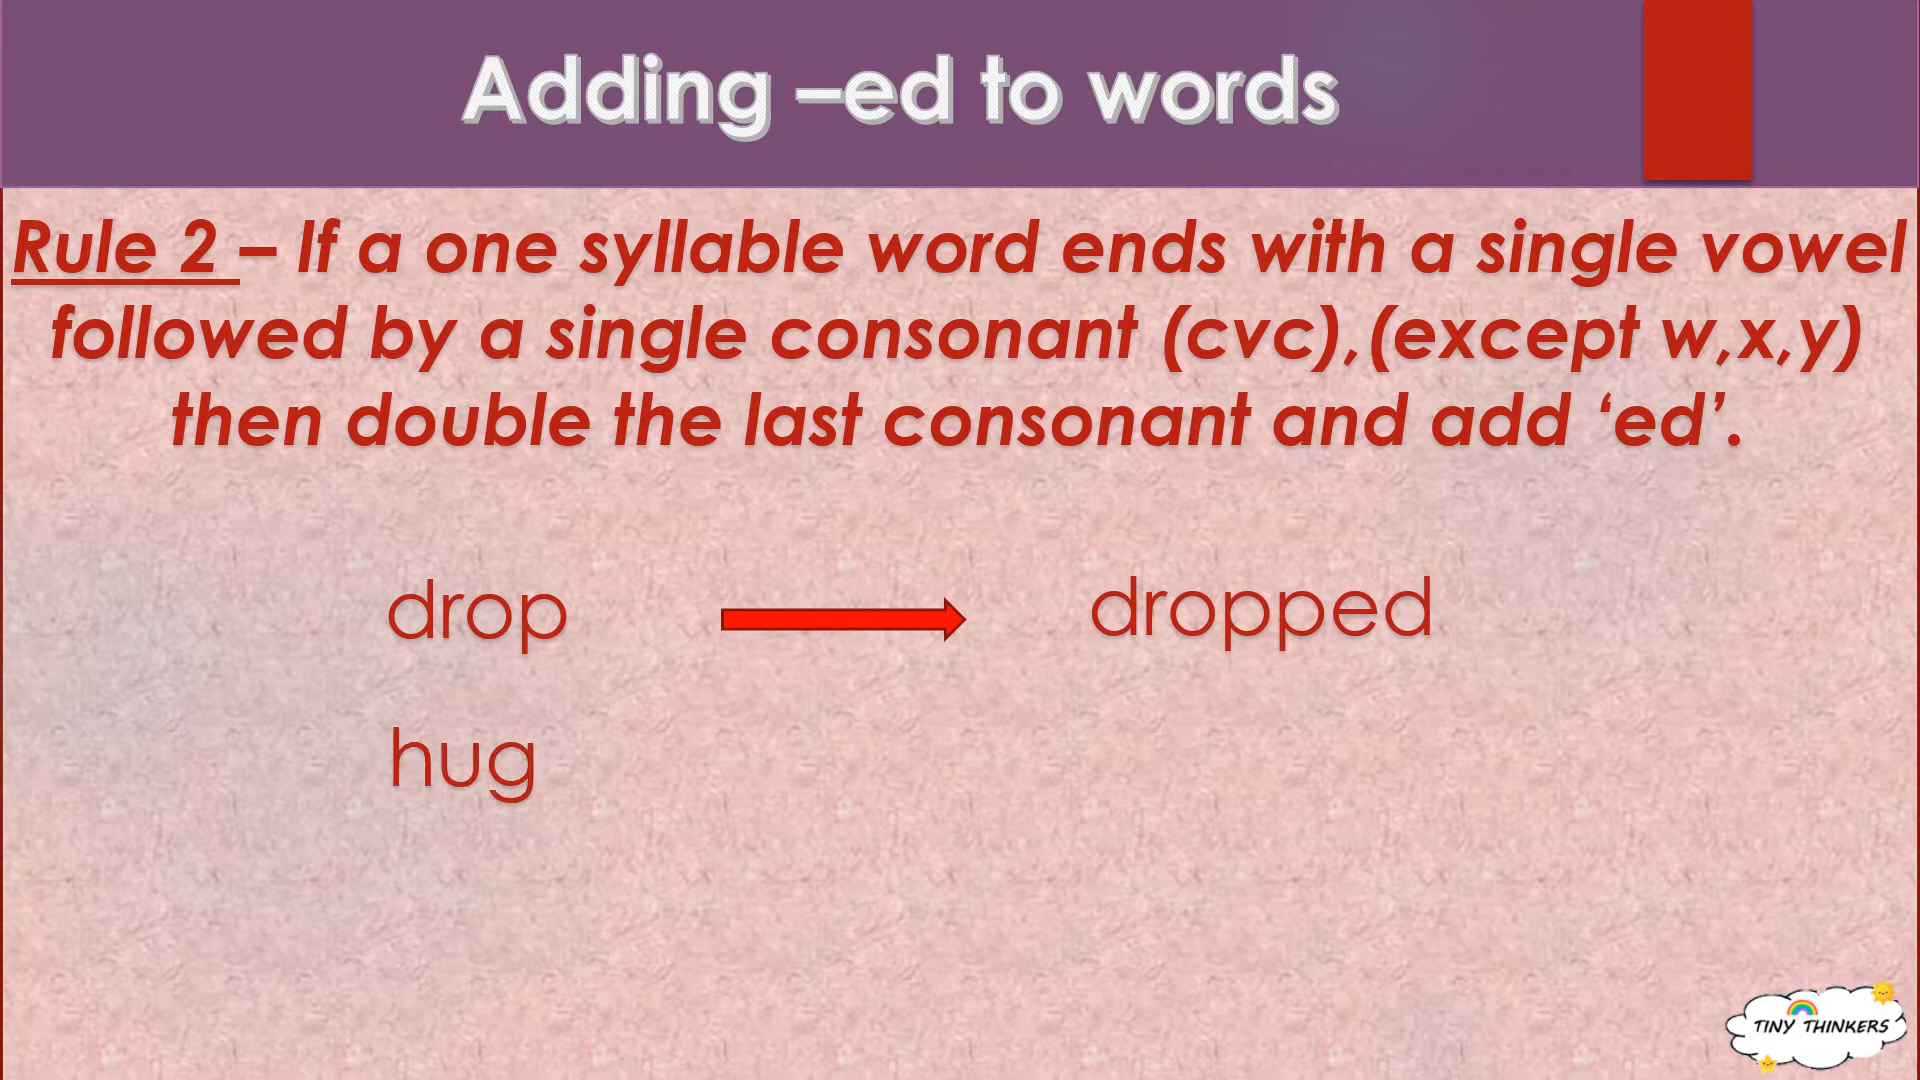 Adding –ed to words
Rule 2 – If a one syllable word ends with a single vowel
followed by a single consonant (cvc),(except w,x,y)
then double the last consonant and add ‘ed’.
drop dropped
hug
TINY THINKERS